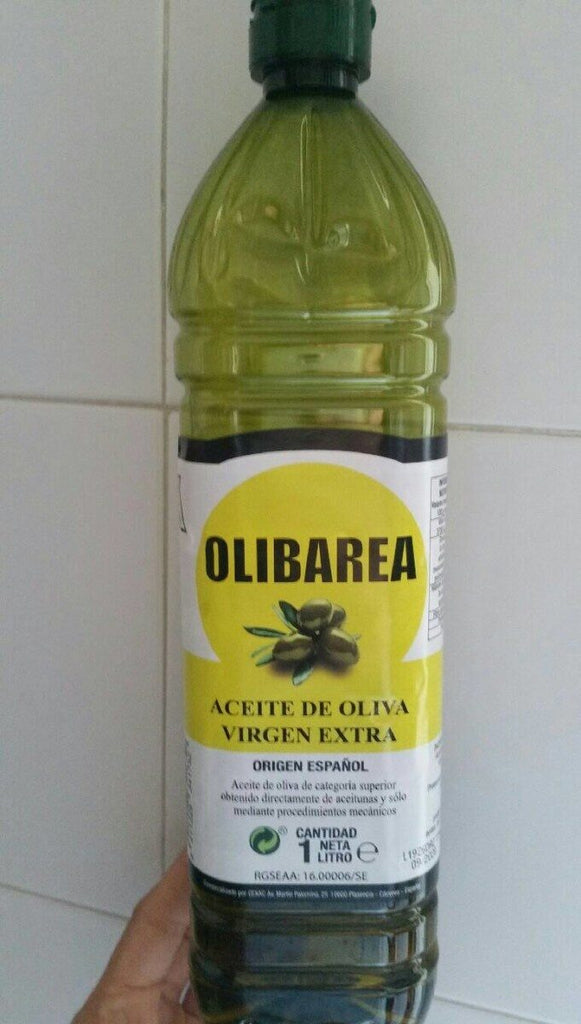 OLIBAREA
ACEITE DE OLIVA
VIRGEN EXTRA
ORIGEN ESPAÑOL
Aceite de oliva de categoría superior
obtenido directamente de aceitunas y sólo
mediante procedimientos mecánicos
CANTIDAD
1 NETA
LITRO ℮
RGSEAA: 16.00006/SE